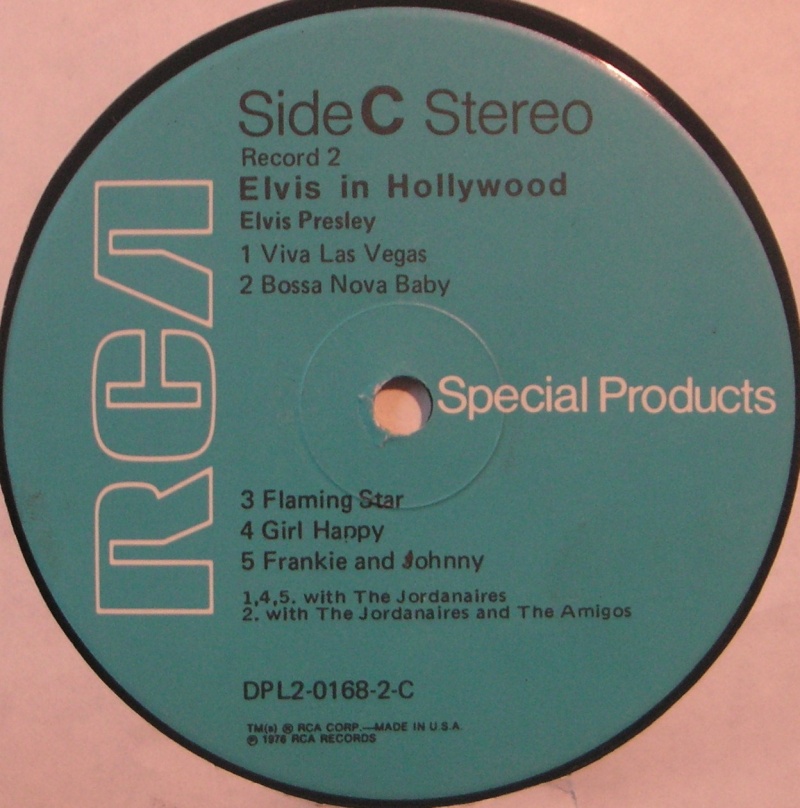 Side C Stereo
Record 2
Elvis in Hollywood
Elvis Presley
1 Viva Las Vegas
2 Bossa Nova Baby
RCA
Special Products
3 Flaming Star
4 Girl Happy
5 Frankie and Johnny
1,4,5. with The Jordanaires
2. with The Jordanaires and The Amigos
DPL2-0168-2-C
TM(s) ® RCA CORP.—MADE IN U.S.A.
℗ 1976 RCA RECORDS